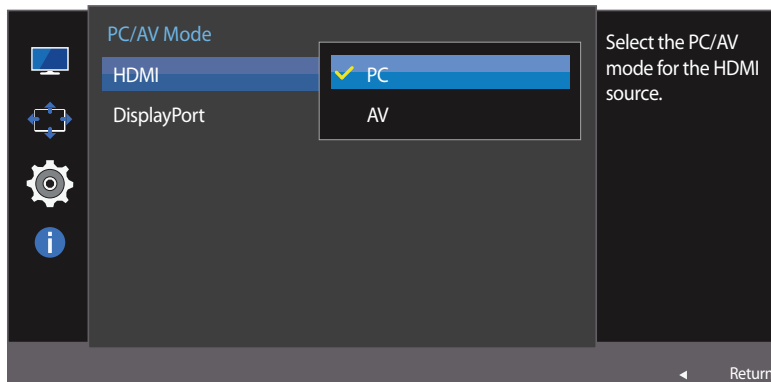 PC/AV Mode
HDMI
PC
DisplayPort
AV
Select the PC/AV
mode for the HDMI
source.
Return